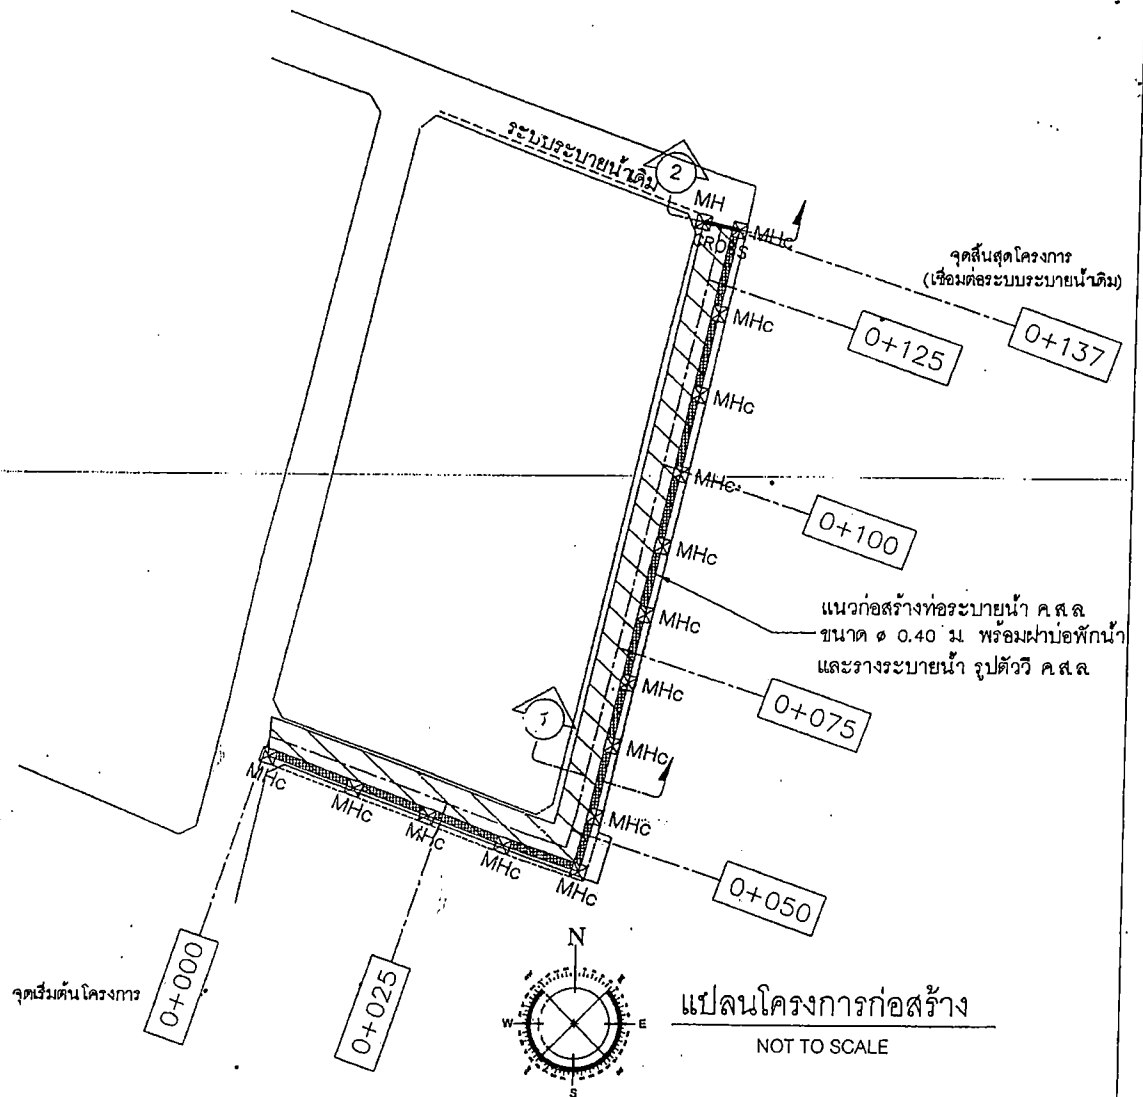 ระบบระบายน้ำเดิม
2
MH
CROSS
MHc
จุดสิ้นสุดโครงการ
(เชื่อมต่อระบบระบายน้ำเดิม)
0+137
MHc
0+125
MHc
MHc
0+100
MHc
แนวก่อสร้างท่อระบายน้ำ ค.ส.ล.
ขนาด ø 0.40 ม. พร้อมฝาบ่อพักน้ำ
และรางระบายน้ำ รูปตัววี ค.ส.ล.
MHc
MHc
0+075
1
MHc
MHc
MHc
MHc
MHc
MHc
MHc
0+050
จุดเริ่มต้นโครงการ
0+000
0+025
N
W
E
S
แปลนโครงการก่อสร้าง
NOT TO SCALE